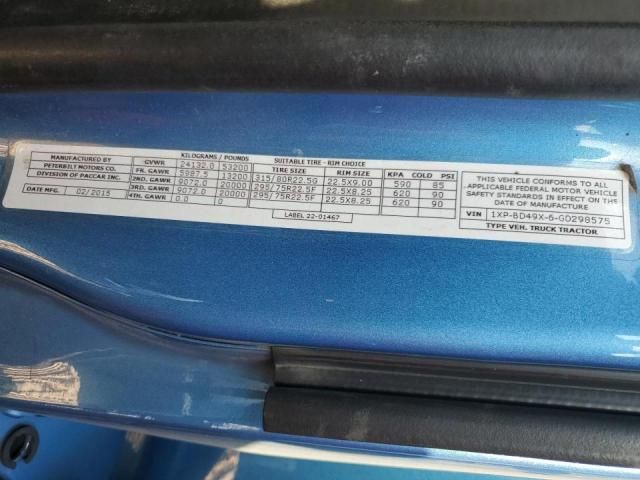 MANUFACTURED BY
PETERBILT MOTORS CO.
DIVISION OF PACCAR INC.
DATE MFG. 02/2015
KILOGRAMS / POUNDS SUITABLE TIRE - RIM CHOICE
GVWR 24132.0 53200 TIRE SIZE RIM SIZE KPA COLD PSI
FR. GAWR 5987.5 13200 315/80R22.5G 22.5X9.00 590 85
2ND. GAWR 9072.0 20000 295/75R22.5F 22.5X8.25 620 90
3RD. GAWR 9072.0 20000 295/75R22.5F 22.5X8.25 620 90
4TH. GAWR 0.0 0
LABEL 22-01467
THIS VEHICLE CONFORMS TO ALL
APPLICABLE FEDERAL MOTOR VEHICLE
SAFETY STANDARDS IN EFFECT ON THE
DATE OF MANUFACTURE
VIN 1XP-BD49X-6-GD298575
TYPE VEH. TRUCK TRACTOR